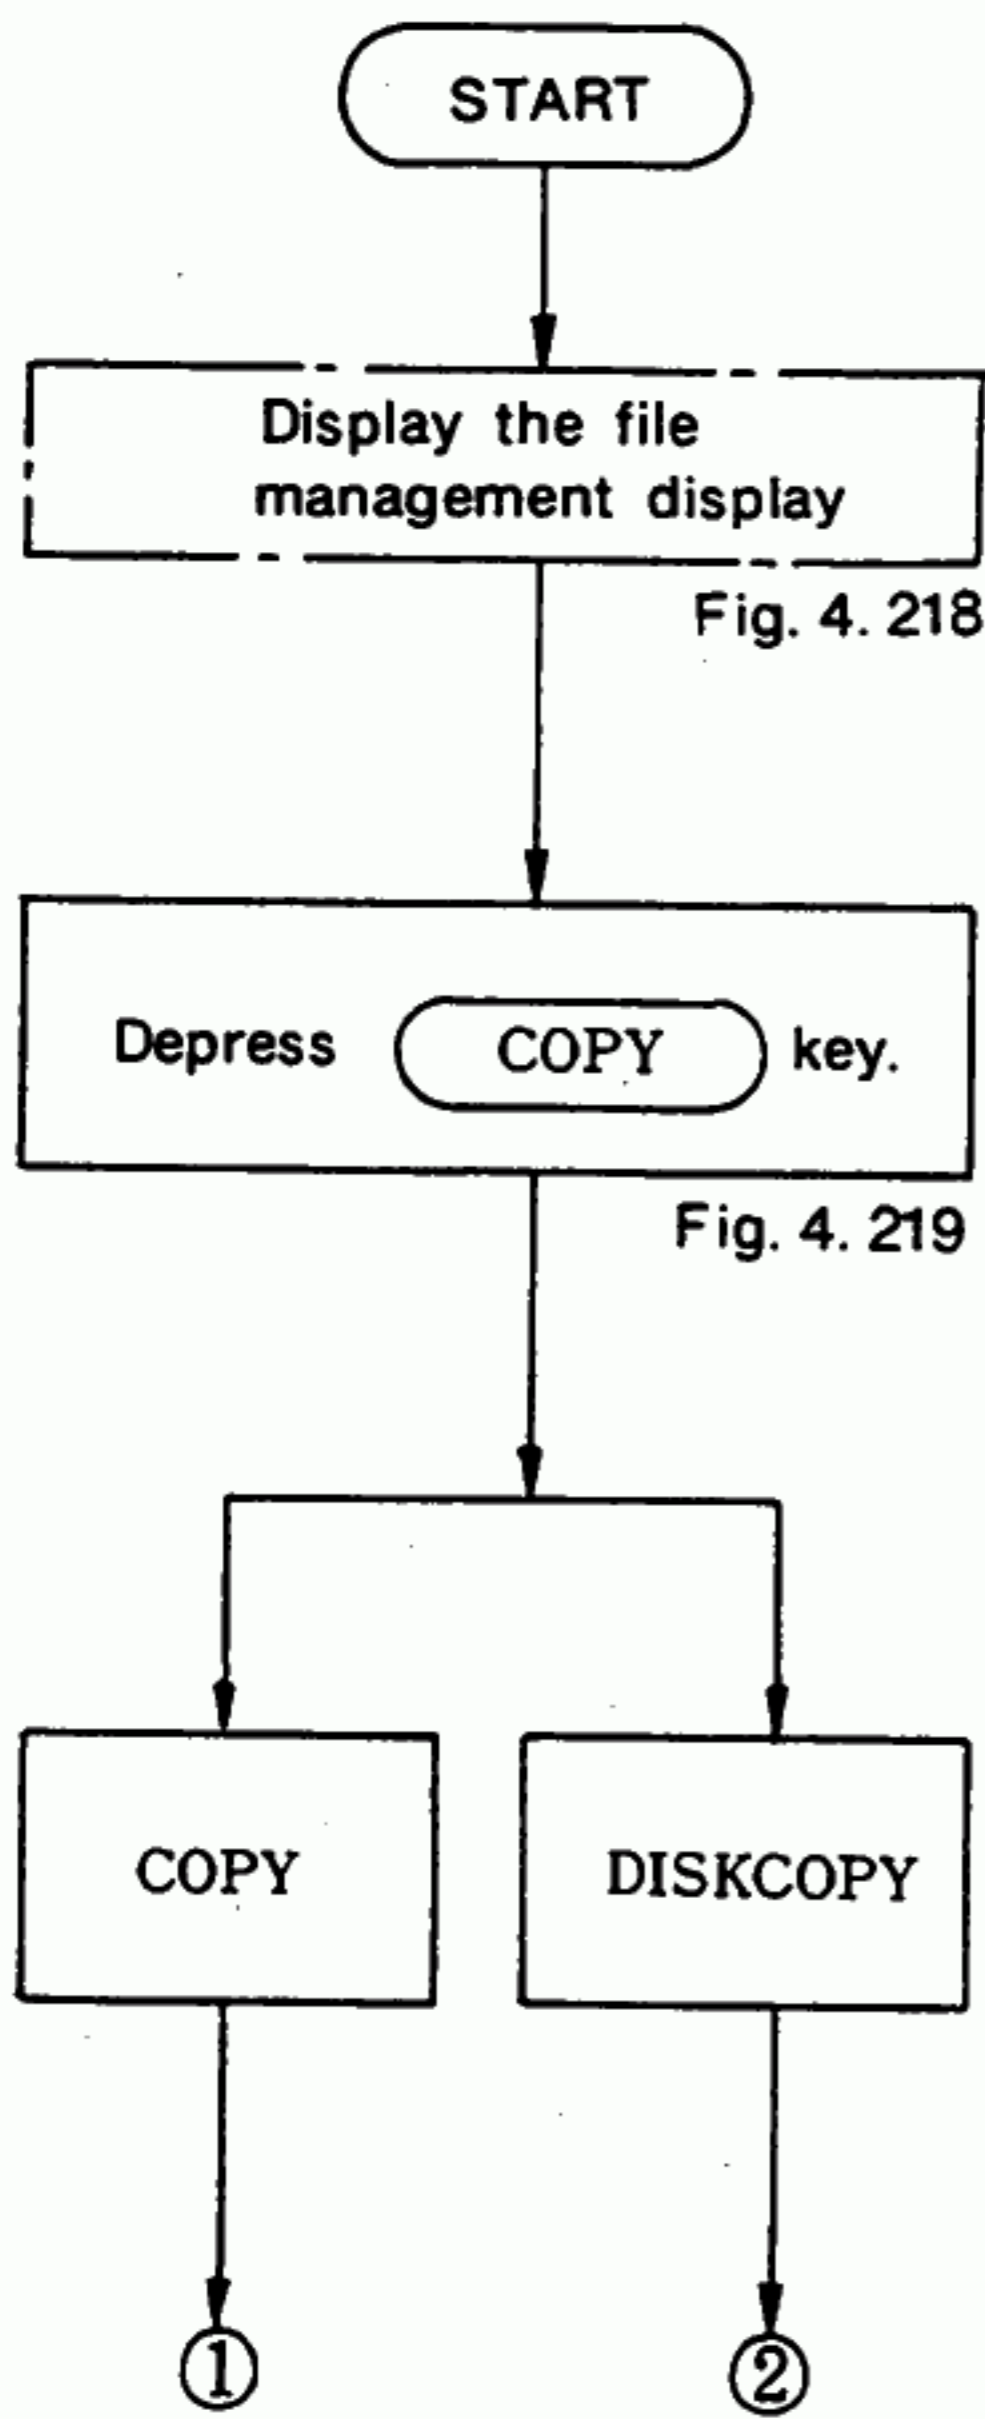 START
Display the file
management display
Fig. 4. 218
Depress COPY key.
Fig. 4. 219
COPY DISKCOPY
① ②